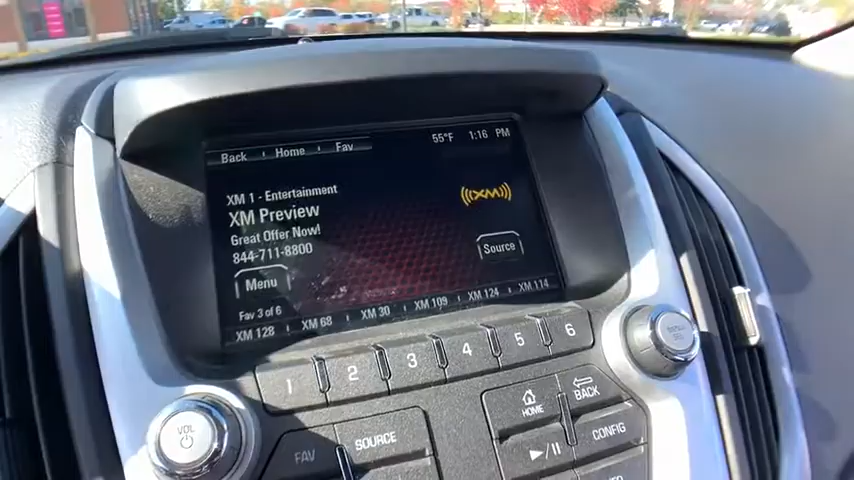 Back Home Fav 55°F 1:16 PM
XM 1 - Entertainment
XM Preview
Great Offer Now!
844-711-8800
((XM))
Source
Menu
Fav 3 of 6
XM 128 XM 68 XM 30 XM 109 XM 124 XM 114
1 2 3 4 5 6
VOL
FAV SOURCE HOME BACK
CONFIG